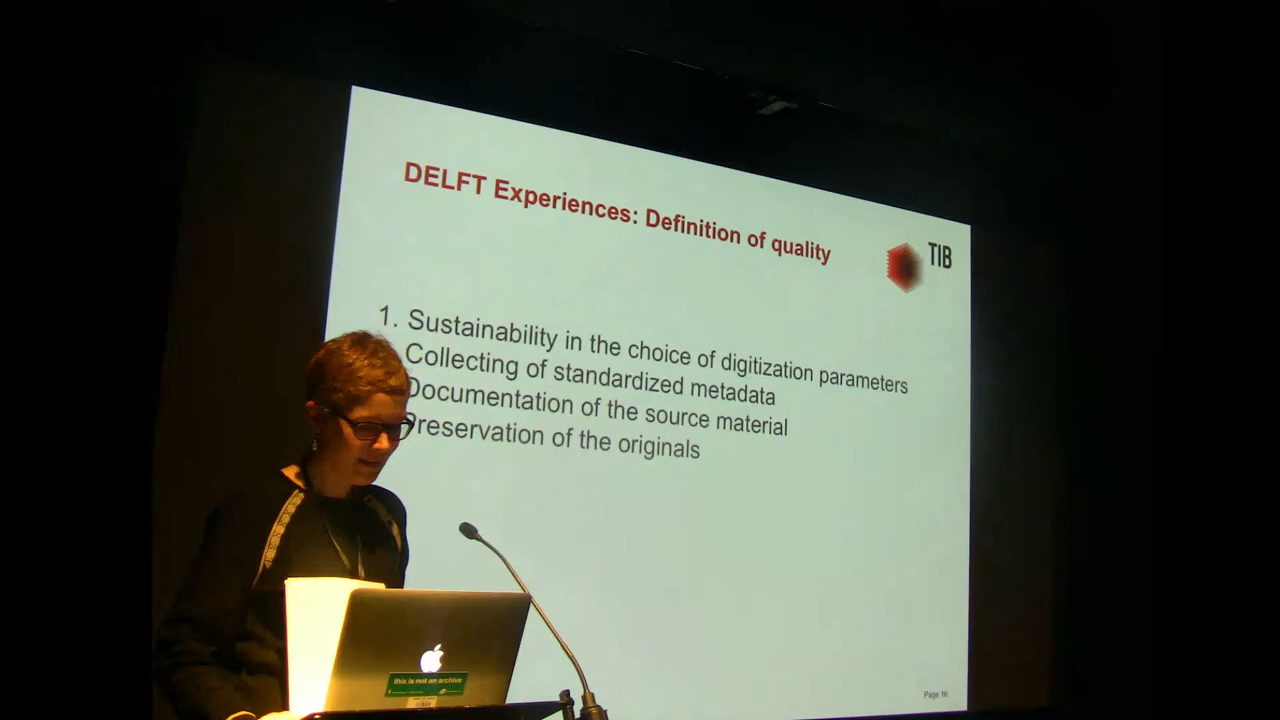 DELFT Experiences: Definition of quality
TIB
1. Sustainability in the choice of digitization parameters
Collecting of standardized metadata
Documentation of the source material
Preservation of the originals
this is not an archive
Page 16